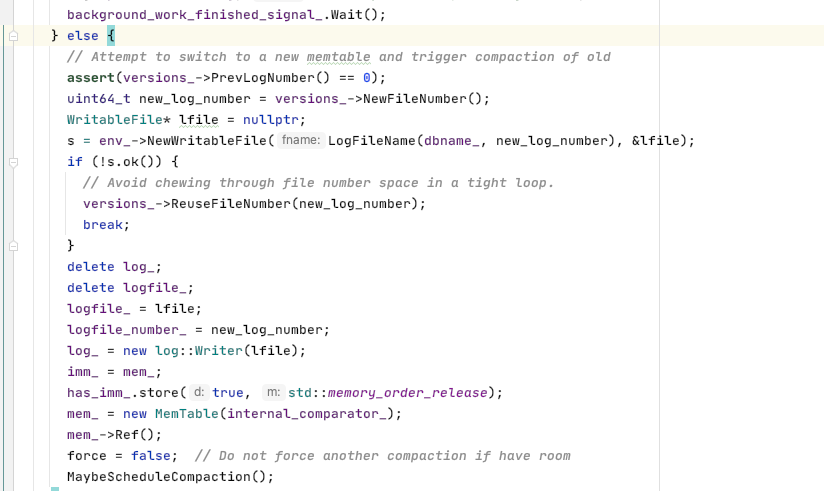 background_work_finished_signal_.Wait();
} else {
// Attempt to switch to a new memtable and trigger compaction of old
assert(versions_->PrevLogNumber() == 0);
uint64_t new_log_number = versions_->NewFileNumber();
WritableFile* lfile = nullptr;
s = env_->NewWritableFile( fname: LogFileName(dbname_, new_log_number), &lfile);
if (!s.ok()) {
// Avoid chewing through file number space in a tight loop.
versions_->ReuseFileNumber(new_log_number);
break;
}
delete log_;
delete logfile_;
logfile_ = lfile;
logfile_number_ = new_log_number;
log_ = new log::Writer(lfile);
imm_ = mem_;
has_imm_.store( d: true, m: std::memory_order_release);
mem_ = new MemTable(internal_comparator_);
mem_->Ref();
force = false;  // Do not force another compaction if have room
MaybeScheduleCompaction();